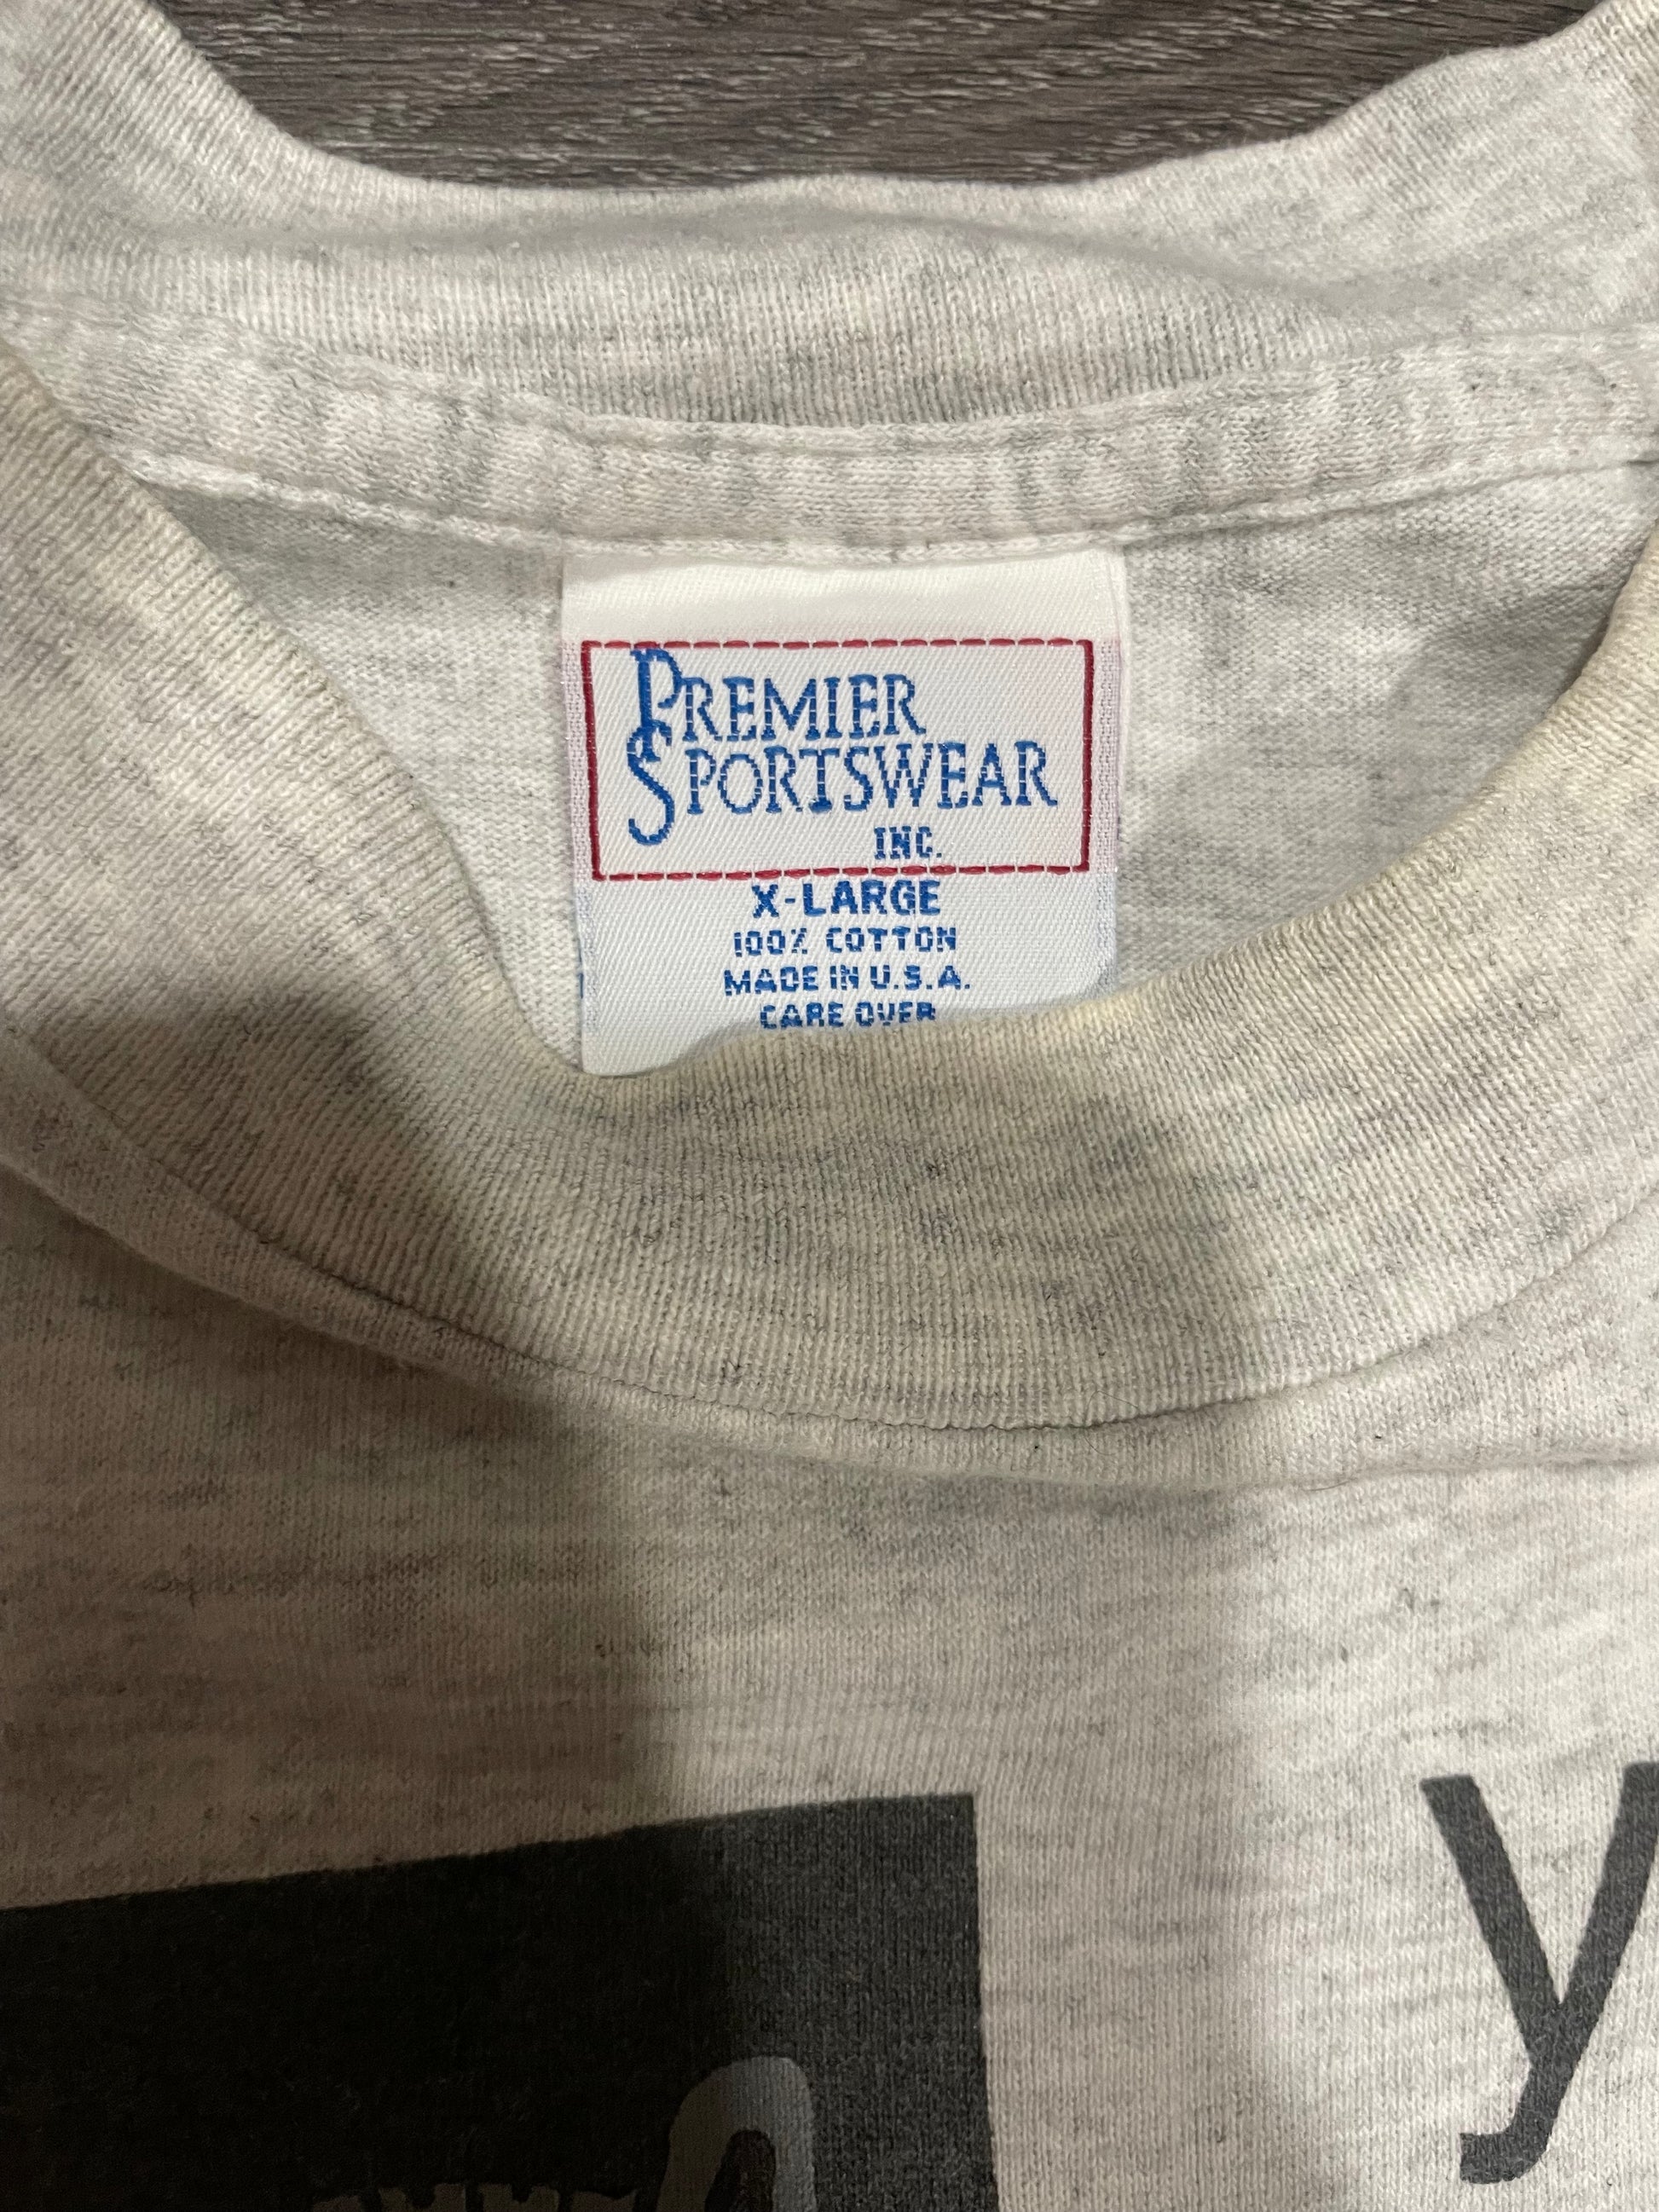 PREMIER
SPORTSWEAR
INC.
X-LARGE
100% COTTON
MADE IN U.S.A.
CARE OVER
y